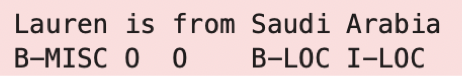 Lauren is from Saudi Arabia
B-MISC O O B-LOC I-LOC